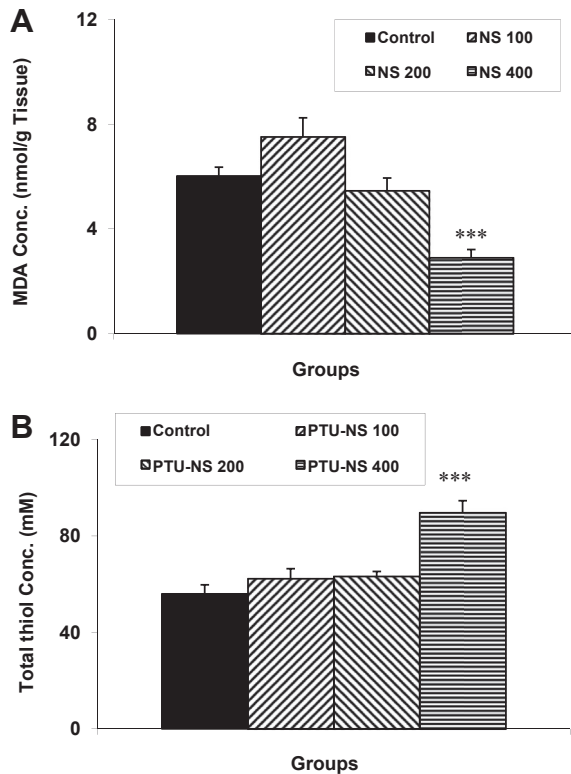 A
MDA Conc. (nmol/g Tissue)
12
8
4
0
Control NS 100
NS 200 NS 400
***
Groups
B
Total thiol Conc. (mM)
120
80
40
0
Control PTU-NS 100
PTU-NS 200 PTU-NS 400
***
Groups